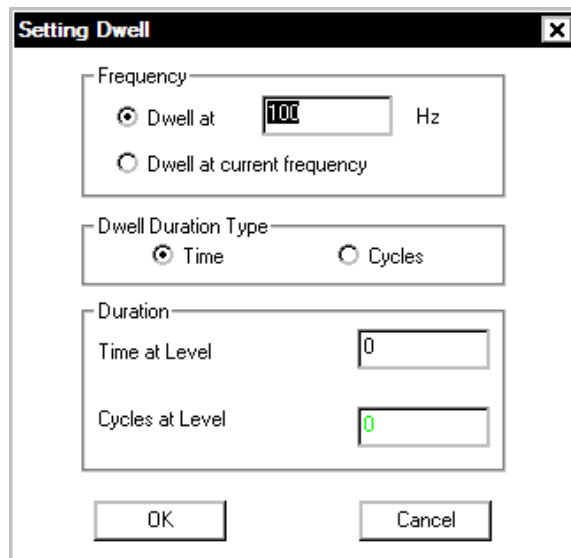 Setting Dwell
Frequency
Dwell at 100 Hz
Dwell at current frequency
Dwell Duration Type
Time Cycles
Duration
Time at Level 0
Cycles at Level 0
OK Cancel